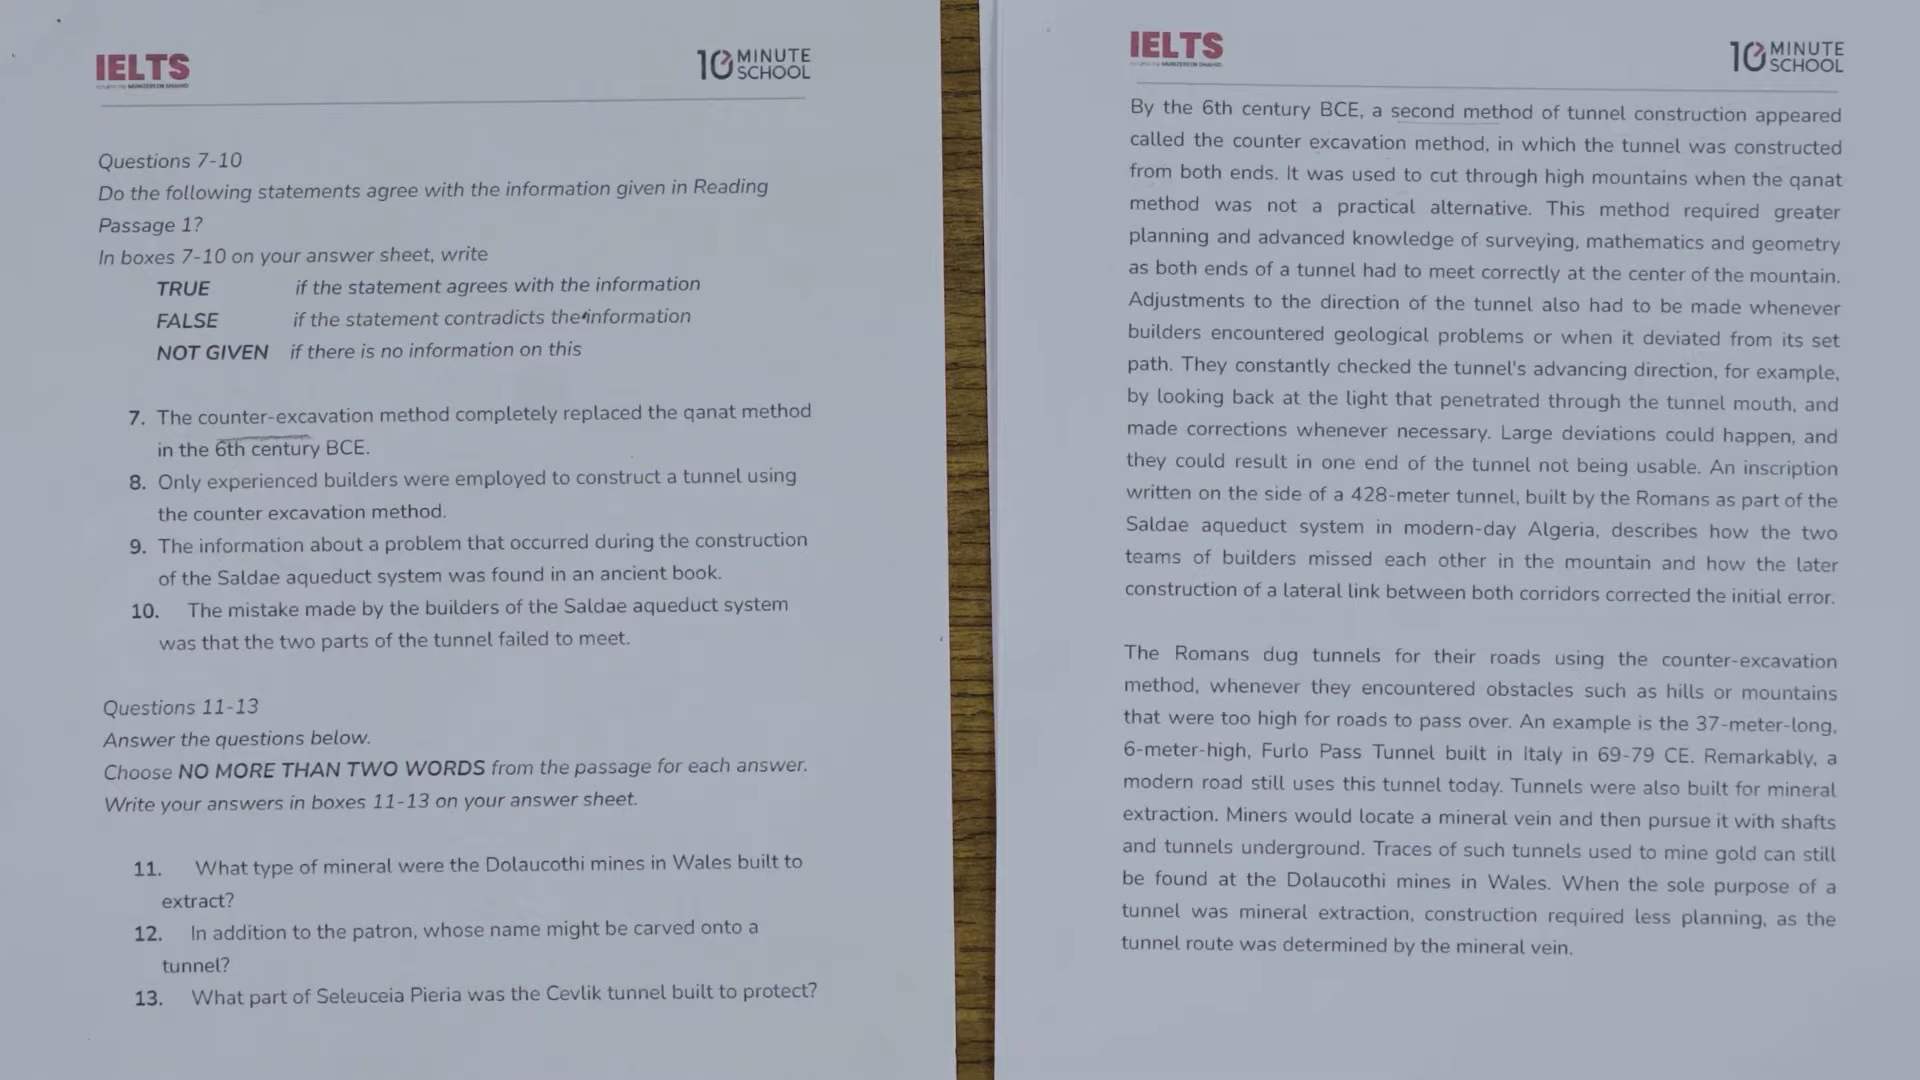 IELTS
10 MINUTE SCHOOL
Questions 7-10
Do the following statements agree with the information given in Reading
Passage 1?
In boxes 7-10 on your answer sheet, write
TRUE if the statement agrees with the information
FALSE if the statement contradicts the information
NOT GIVEN if there is no information on this
7. The counter-excavation method completely replaced the qanat method
in the 6th century BCE.
8. Only experienced builders were employed to construct a tunnel using
the counter excavation method.
9. The information about a problem that occurred during the construction
of the Saldae aqueduct system was found in an ancient book.
10. The mistake made by the builders of the Saldae aqueduct system
was that the two parts of the tunnel failed to meet.
Questions 11-13
Answer the questions below.
Choose NO MORE THAN TWO WORDS from the passage for each answer.
Write your answers in boxes 11-13 on your answer sheet.
11. What type of mineral were the Dolaucothi mines in Wales built to
extract?
12. In addition to the patron, whose name might be carved onto a
tunnel?
13. What part of Seleuceia Pieria was the Cevlik tunnel built to protect?
IELTS
10 MINUTE SCHOOL
By the 6th century BCE, a second method of tunnel construction appeared
called the counter excavation method, in which the tunnel was constructed
from both ends. It was used to cut through high mountains when the qanat
method was not a practical alternative. This method required greater
planning and advanced knowledge of surveying, mathematics and geometry
as both ends of a tunnel had to meet correctly at the center of the mountain.
Adjustments to the direction of the tunnel also had to be made whenever
builders encountered geological problems or when it deviated from its set
path. They constantly checked the tunnel's advancing direction, for example,
by looking back at the light that penetrated through the tunnel mouth, and
made corrections whenever necessary. Large deviations could happen, and
they could result in one end of the tunnel not being usable. An inscription
written on the side of a 428-meter tunnel, built by the Romans as part of the
Saldae aqueduct system in modern-day Algeria, describes how the two
teams of builders missed each other in the mountain and how the later
construction of a lateral link between both corridors corrected the initial error.
The Romans dug tunnels for their roads using the counter-excavation
method, whenever they encountered obstacles such as hills or mountains
that were too high for roads to pass over. An example is the 37-meter-long,
6-meter-high, Furlo Pass Tunnel built in Italy in 69-79 CE. Remarkably, a
modern road still uses this tunnel today. Tunnels were also built for mineral
extraction. Miners would locate a mineral vein and then pursue it with shafts
and tunnels underground. Traces of such tunnels used to mine gold can still
be found at the Dolaucothi mines in Wales. When the sole purpose of a
tunnel was mineral extraction, construction required less planning, as the
tunnel route was determined by the mineral vein.